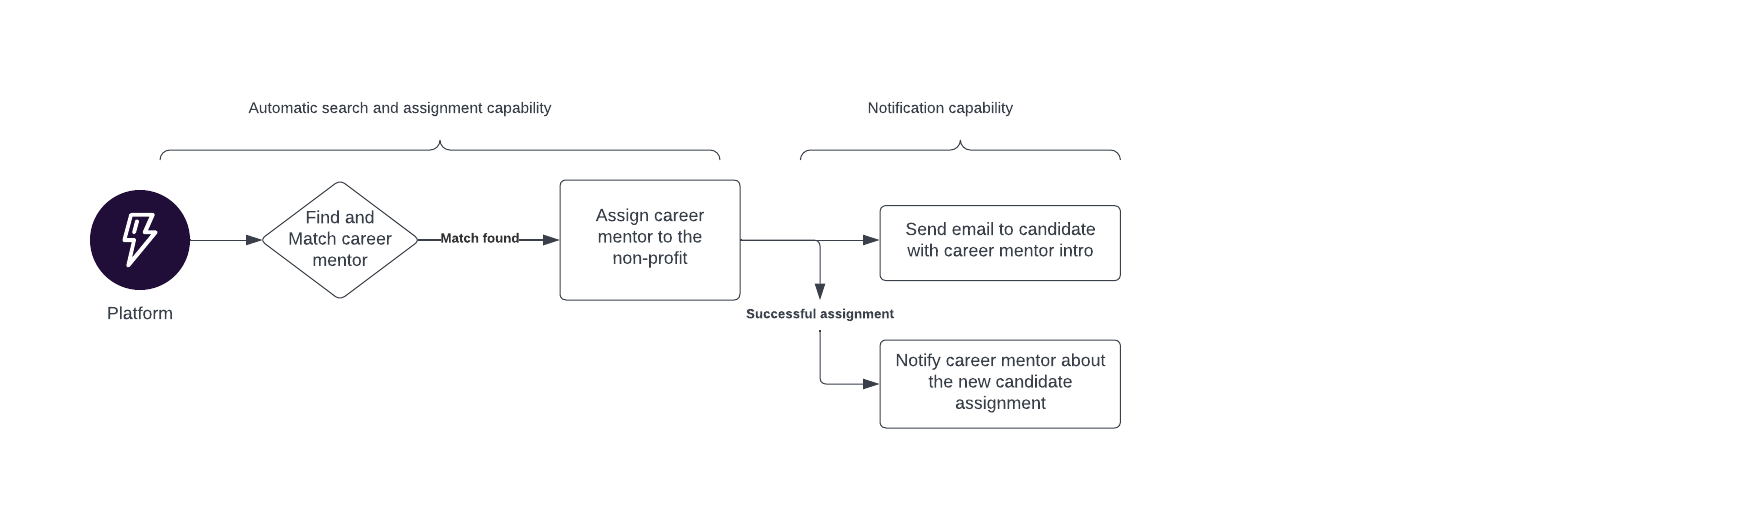 Automatic search and assignment capability
Notification capability
Platform
Find and
Match career
mentor
Match found
Assign career
mentor to the
non-profit
Send email to candidate
with career mentor intro
Successful assignment
Notify career mentor about
the new candidate
assignment